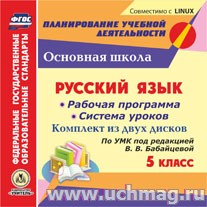 Совместимо с LINUX
ПЛАНИРОВАНИЕ УЧЕБНОЙ
ДЕЯТЕЛЬНОСТИ
ФГОС
ФЕДЕРАЛЬНЫЕ ГОСУДАРСТВЕННЫЕ
ОБРАЗОВАТЕЛЬНЫЕ СТАНДАРТЫ
Основная школа
РУССКИЙ ЯЗЫК
• Рабочая программа
• Система уроков
Комплект из двух дисков
По УМК под редакцией
В. В. Бабайцевой
5 КЛАСС
www.uchmag.ru